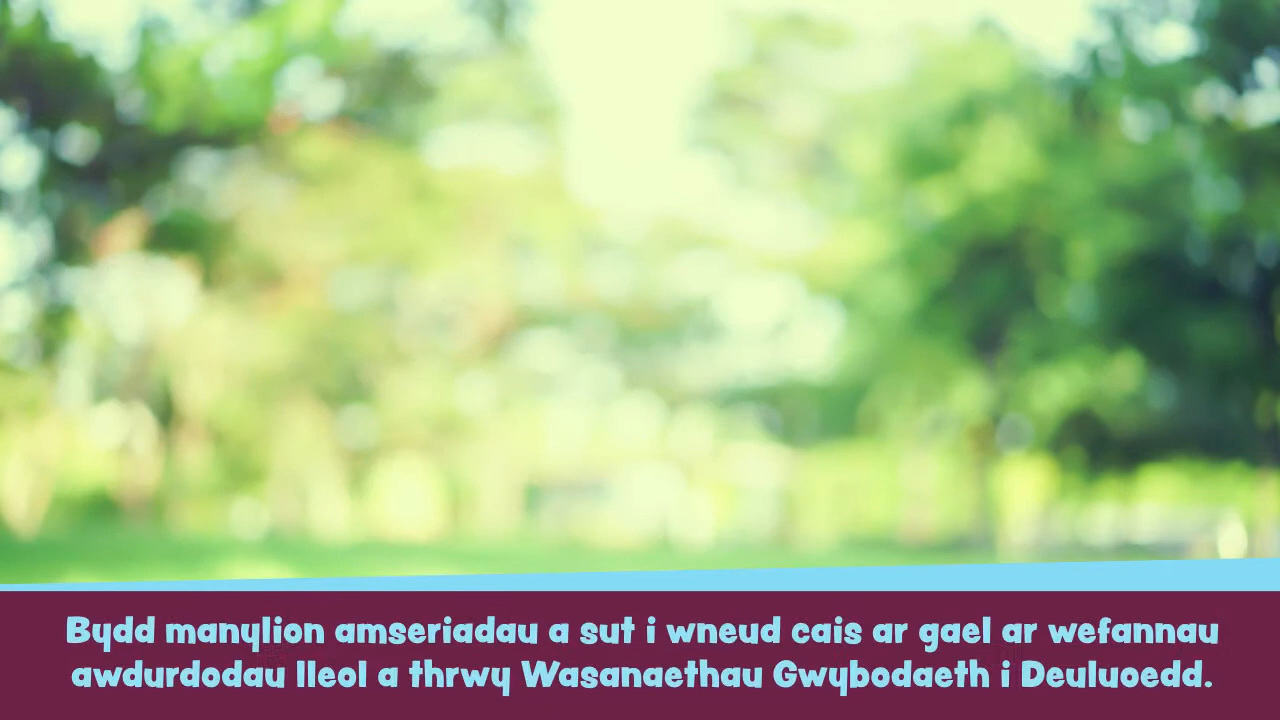 Bydd manylion amseriadau a sut i wneud cais ar gael ar wefannau
awdurdodau lleol a thrwy Wasanaethau Gwybodaeth i Deuluoedd.